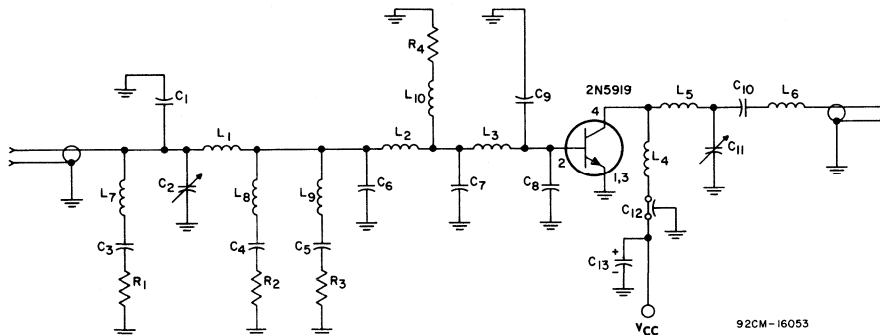 R4
C1
L10
C9
2N5919
4
L5
C10
L6
L1
L2
L3
2
1,3
L4
C11
L7
C2
L8
L9
C6
C7
C8
C12
C3
C4
C5
C13
+
–
R1
R2
R3
VCC
92CM-16053